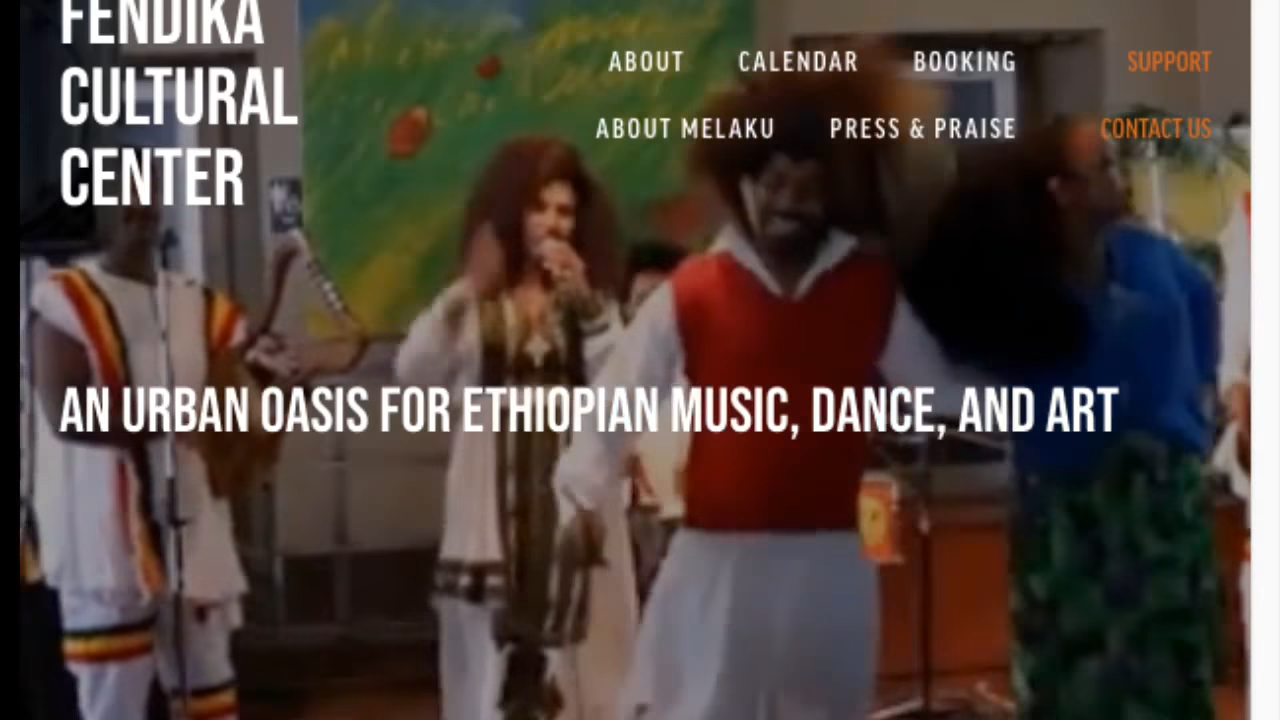 FENDIKA
CULTURAL
CENTER
ABOUT CALENDAR BOOKING SUPPORT
ABOUT MELAKU PRESS & PRAISE CONTACT US
AN URBAN OASIS FOR ETHIOPIAN MUSIC, DANCE, AND ART